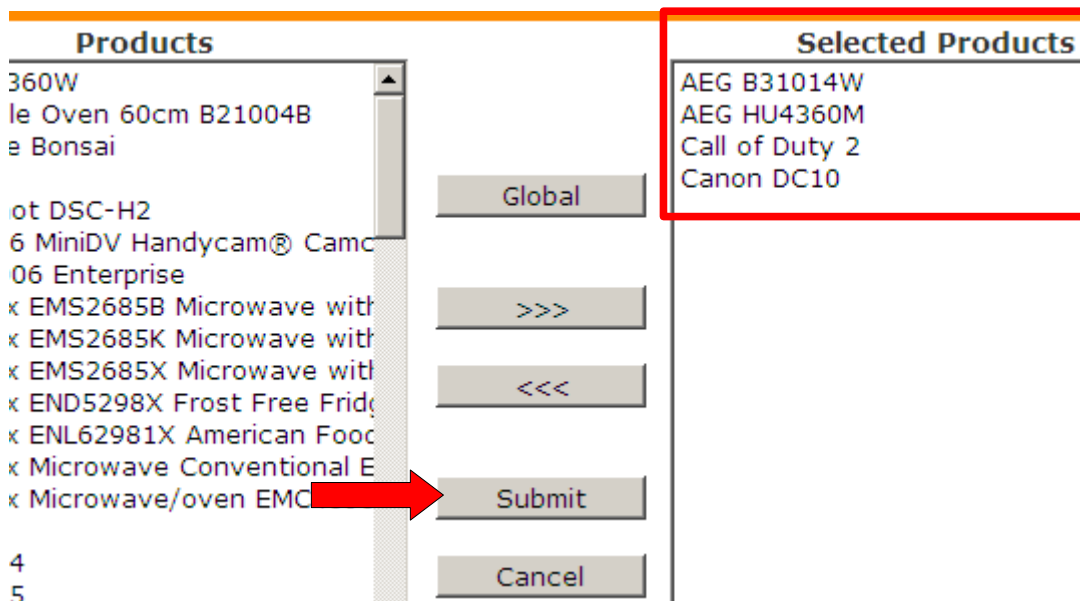 Products
360W
le Oven 60cm B21004B
e Bonsai
ot DSC-H2
6 MiniDV Handycam® Camc
06 Enterprise
x EMS2685B Microwave with
x EMS2685K Microwave with
x EMS2685X Microwave with
x END5298X Frost Free Fridg
x ENL62981X American Food
x Microwave Conventional E
x Microwave/oven EMC
4
5
Global
>>>
<<<
Submit
Cancel
Selected Products
AEG B31014W
AEG HU4360M
Call of Duty 2
Canon DC10